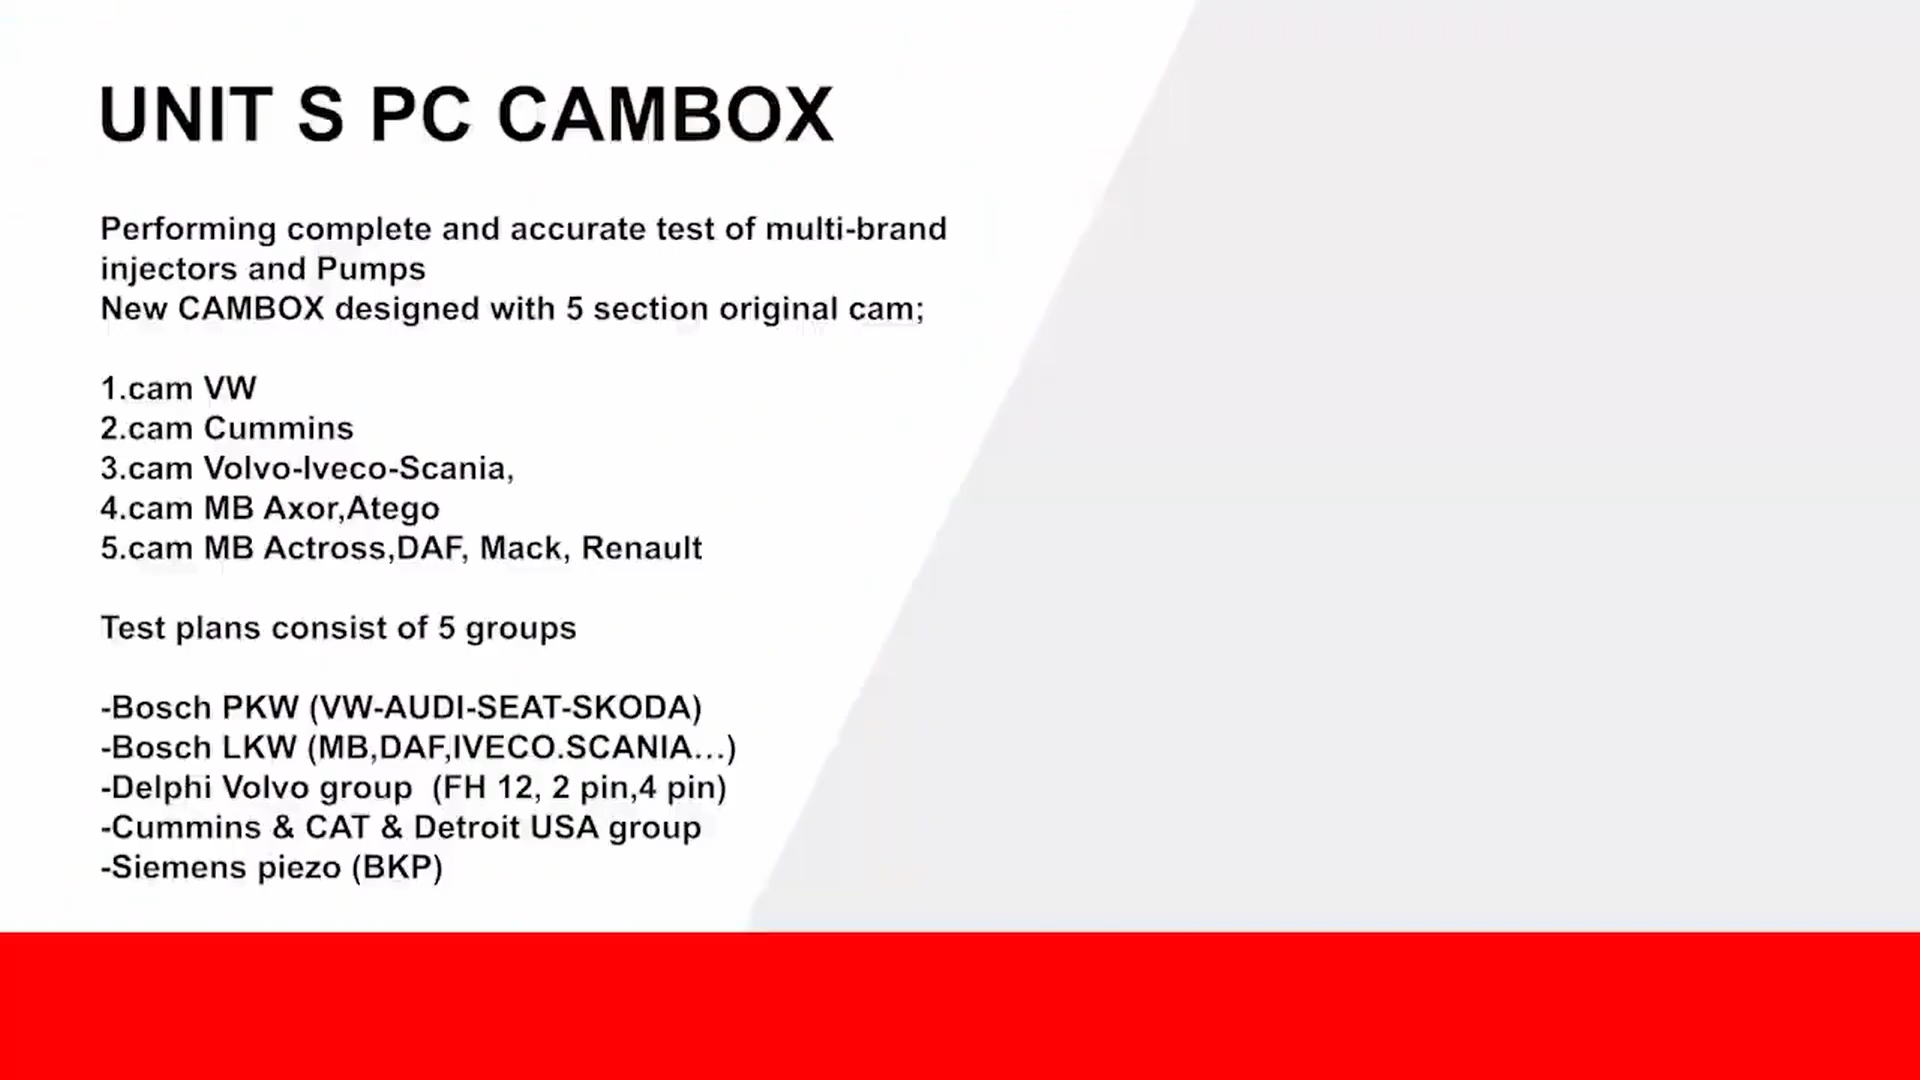 UNIT S PC CAMBOX
Performing complete and accurate test of multi-brand
injectors and Pumps
New CAMBOX designed with 5 section original cam;
1.cam VW
2.cam Cummins
3.cam Volvo-Iveco-Scania,
4.cam MB Axor,Atego
5.cam MB Actross,DAF, Mack, Renault
Test plans consist of 5 groups
-Bosch PKW (VW-AUDI-SEAT-SKODA)
-Bosch LKW (MB,DAF,IVECO.SCANIA...)
-Delphi Volvo group  (FH 12, 2 pin,4 pin)
-Cummins & CAT & Detroit USA group
-Siemens piezo (BKP)